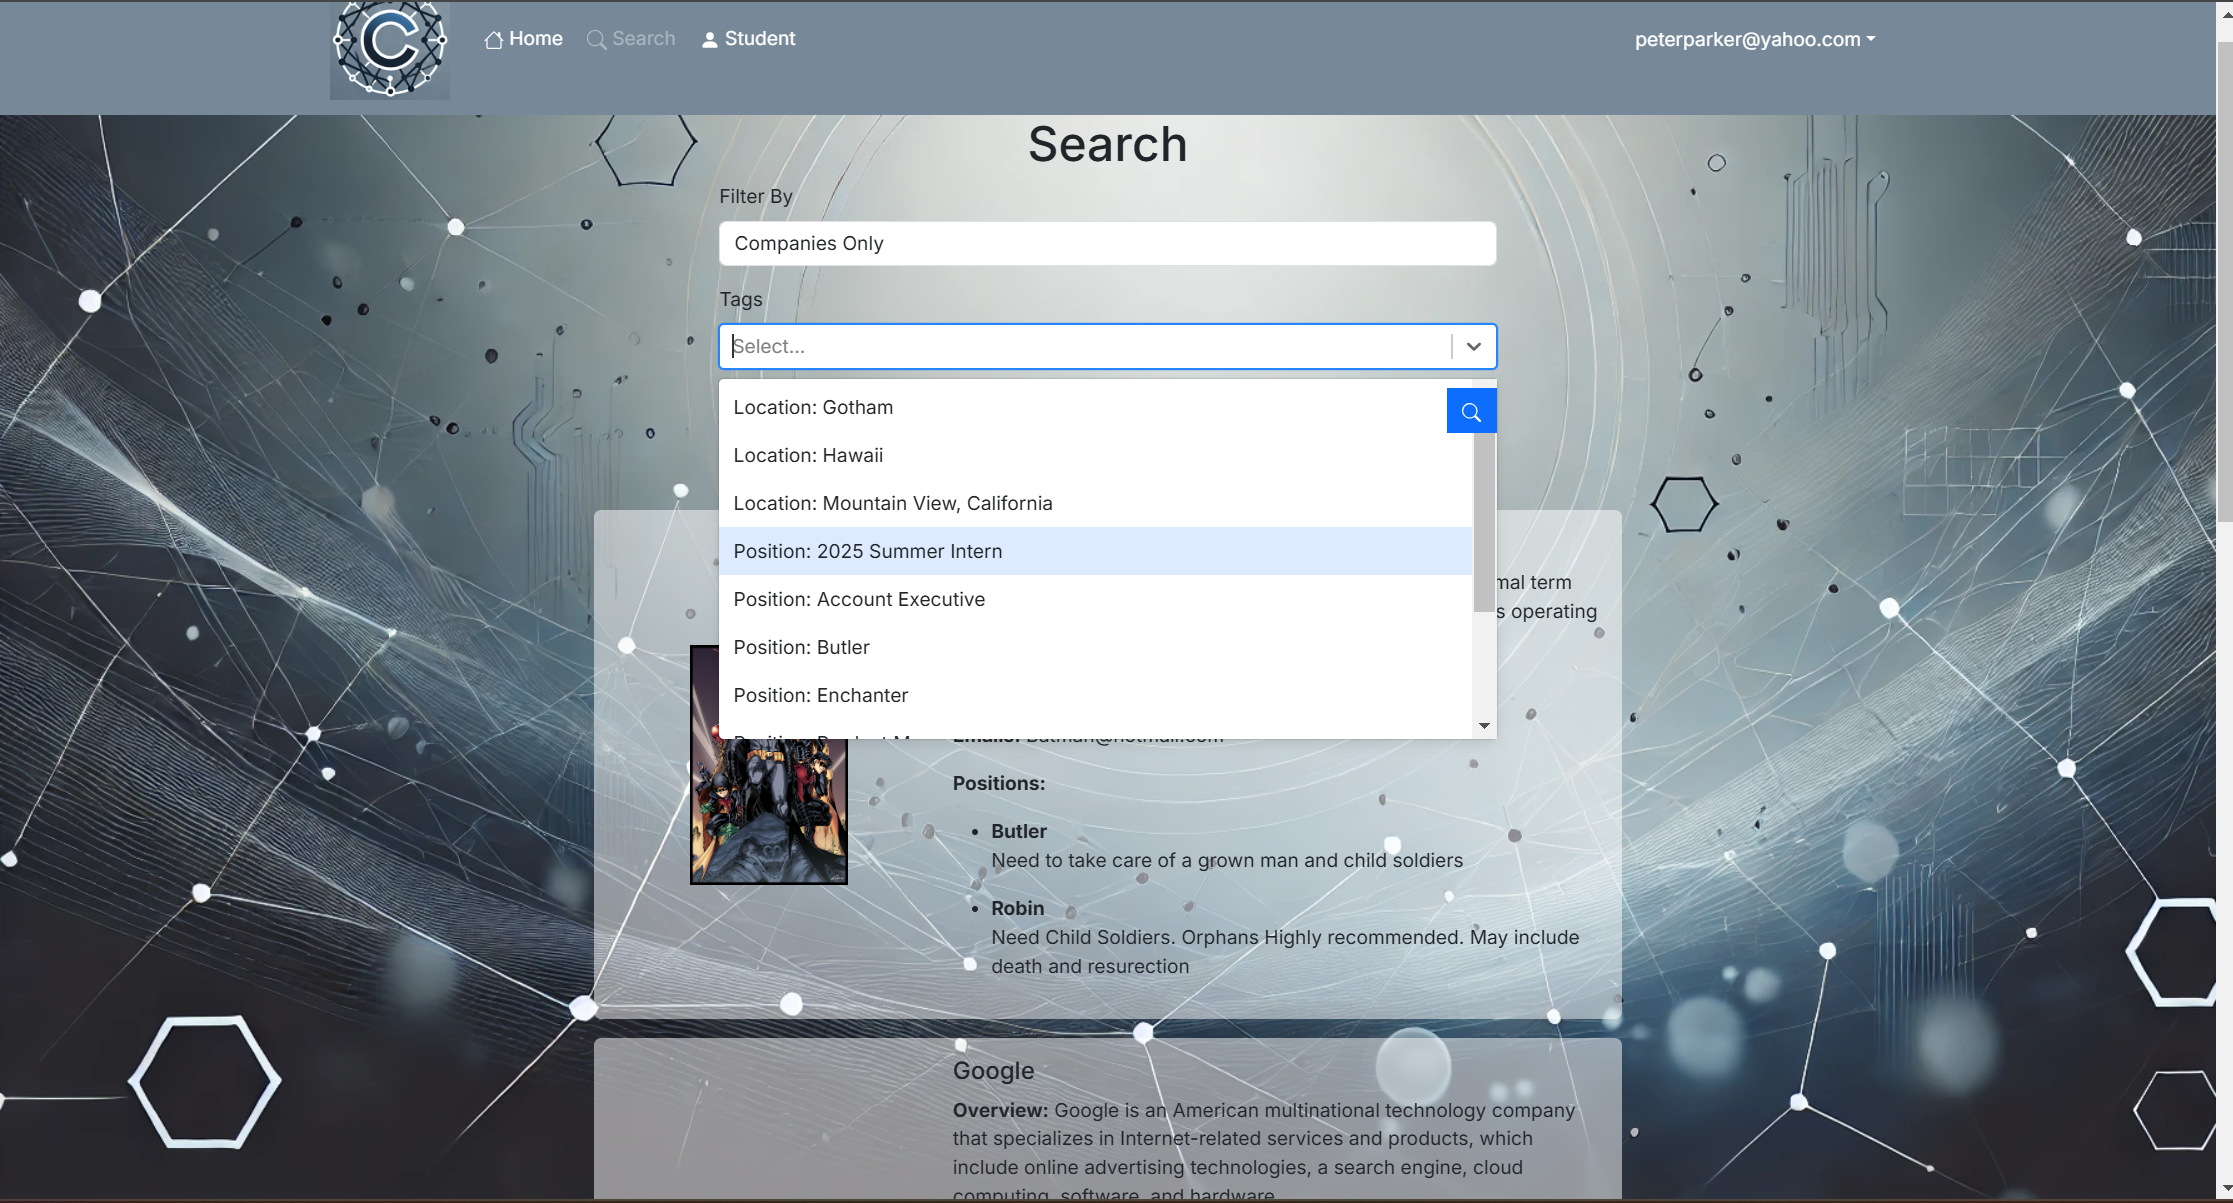 C
Home
Search
Student
peterparker@yahoo.com
Search
Filter By
Companies Only
Tags
Select...
Location: Gotham
Location: Hawaii
Location: Mountain View, California
Position: 2025 Summer Intern
Position: Account Executive
Position: Butler
Position: Enchanter
term
s operating
Positions:
Butler
Need to take care of a grown man and child soldiers
Robin
Need Child Soldiers. Orphans Highly recommended. May include
death and resurection
Google
Overview: Google is an American multinational technology company
that specializes in Internet-related services and products, which
include online advertising technologies, a search engine, cloud
computing, software, and hardware.